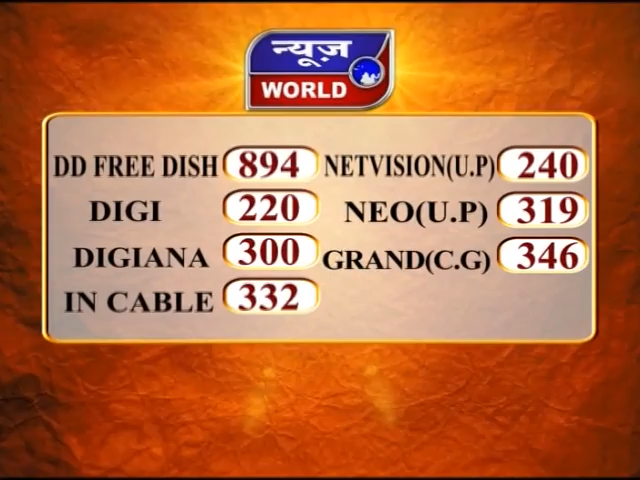 न्यूज़
WORLD
DD FREE DISH 894 NETVISION(U.P) 240
DIGI 220 NEO(U.P) 319
DIGIANA 300 GRAND(C.G) 346
IN CABLE 332